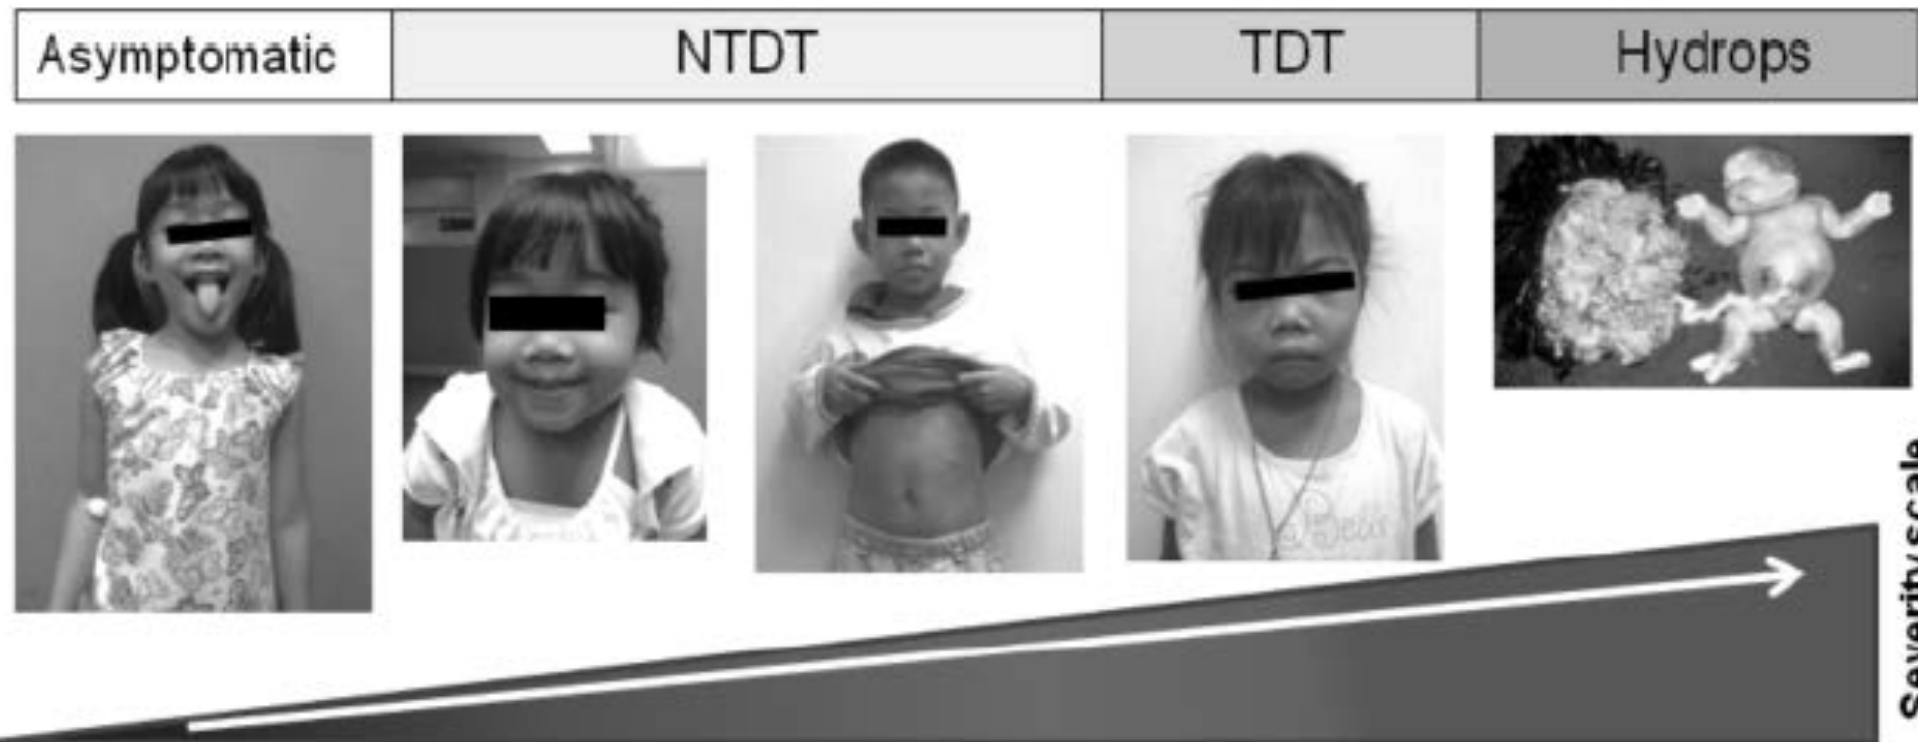 Asymptomatic
NTDT
TDT
Hydrops
Severity scale